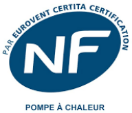 PAR EUROVENT CERTITA CERTIFICATION
NF
POMPE À CHALEUR